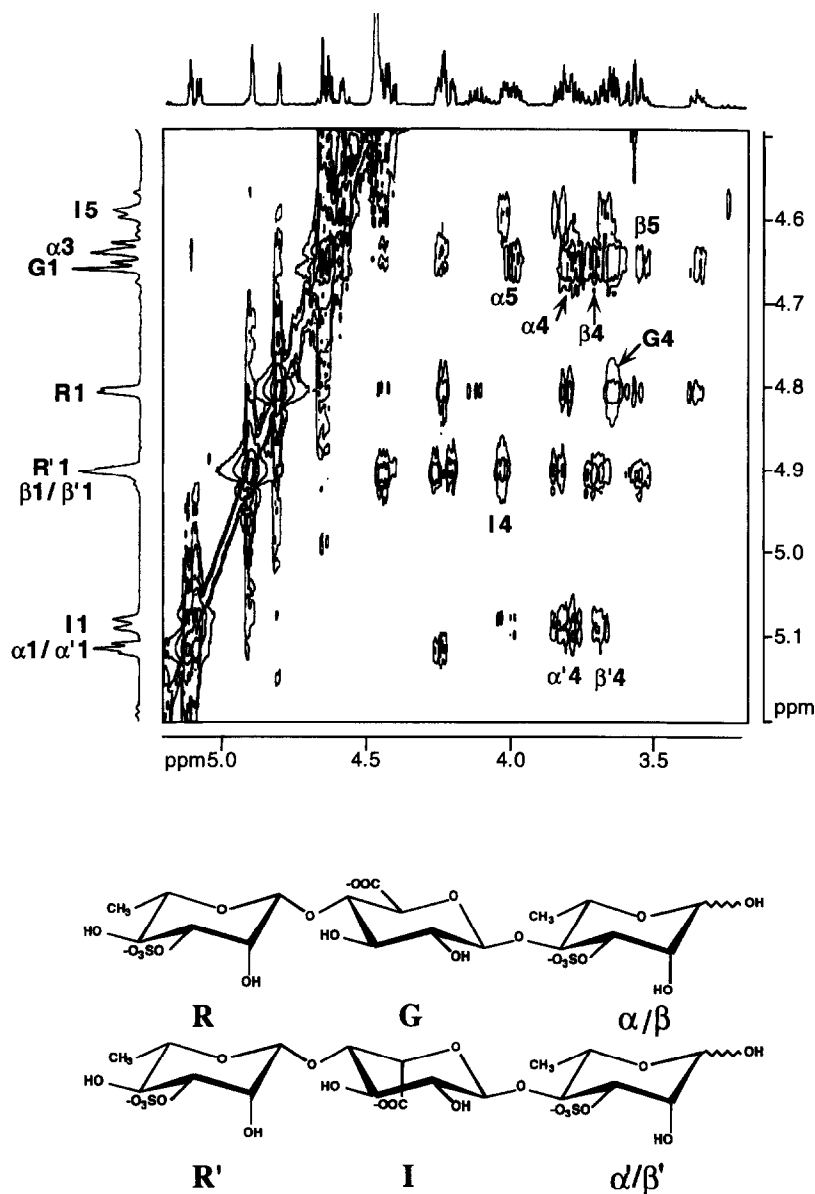 I5
α3
G1
R1
R'1
β1/β'1
I1
α1/α'1
β5
α5
α4
β4
G4
I4
α'4
β'4
4.6
4.7
4.8
4.9
5.0
5.1
ppm
ppm5.0
4.5
4.0
3.5
CH₃
HO
-O₃SO
OH
O
O
-OOC
HO
OH
O
O
CH₃
-O₃SO
O
OH
HO
R
G
α/β
CH₃
HO
-O₃SO
OH
O
O
HO
-OOC
OH
O
O
CH₃
-O₃SO
O
OH
HO
R'
I
α'/β'